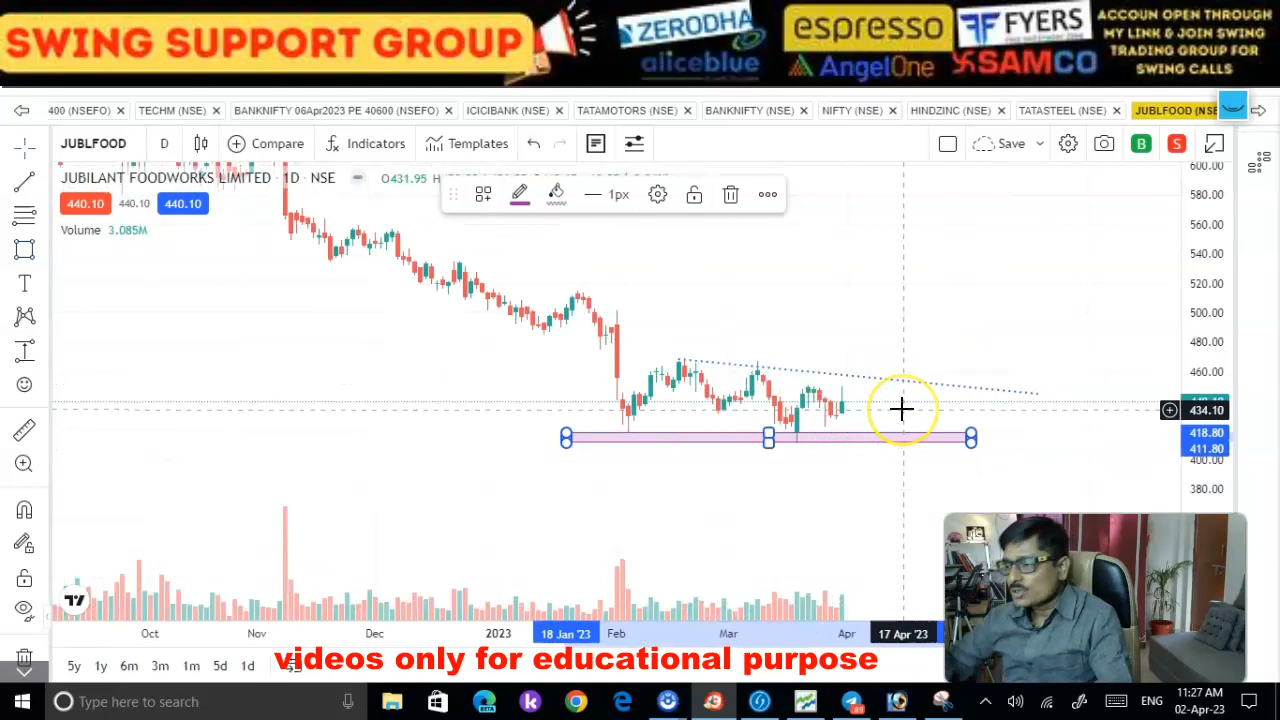 SWING SUPPORT GROUP
ZERODHA
aliceblue
espresso
AngelOne
FYERS
SAMCO
ACCOUN OPEN THROUGH
MY LINK & JOIN SWING
TRADING GROUP FOR
SWING CALLS
400 (NSEFO) TECHM (NSE) BANKNIFTY 06Apr2023 PE 40600 (NSEFO) ICICIBANK (NSE) TATAMOTORS (NSE) BANKNIFTY (NSE) NIFTY (NSE) HINDZINC (NSE) TATASTEEL (NSE) JUBLFOOD (NSE
JUBLFOOD D Compare Indicators Templates Save B S
JUBILANT FOODWORKS LIMITED · 1D · NSE O431.95
440.10 440.10 440.10
1px
Volume 3.085M
600.00
580.00
560.00
540.00
520.00
500.00
480.00
460.00
434.10
418.80
411.80
400.00
380.00
Oct Nov Dec 2023 18 Jan '23 Feb Mar Apr 17 Apr '23
5y 1y 6m 3m 1m 5d 1d
videos only for educational purpose
Type here to search
ENG
11:27 AM
02-Apr-23